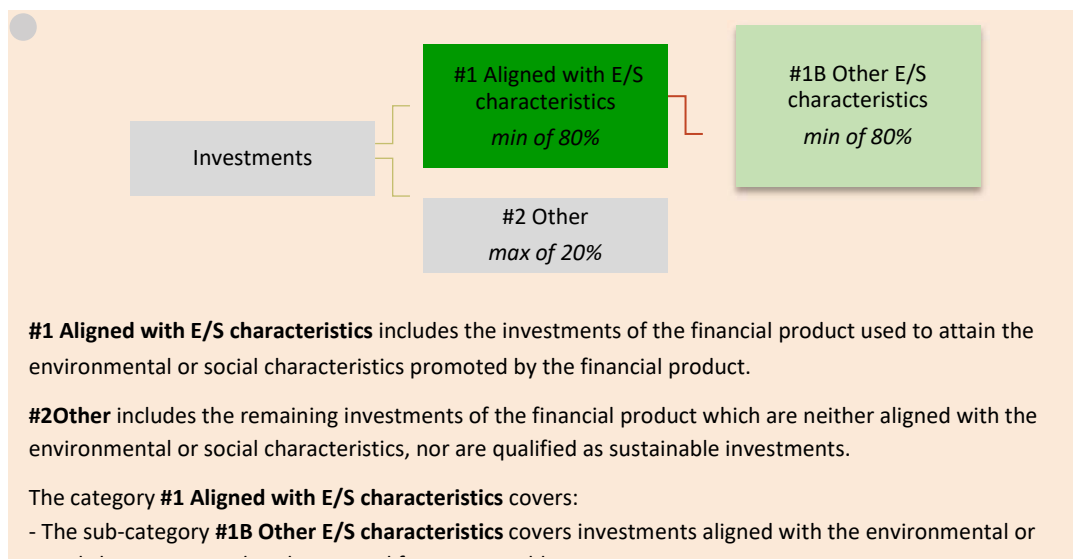 #1 Aligned with E/S
characteristics
min of 80%
#1B Other E/S
characteristics
min of 80%
Investments
#2 Other
max of 20%
#1 Aligned with E/S characteristics includes the investments of the financial product used to attain the
environmental or social characteristics promoted by the financial product.
#2Other includes the remaining investments of the financial product which are neither aligned with the
environmental or social characteristics, nor are qualified as sustainable investments.
The category #1 Aligned with E/S characteristics covers:
- The sub-category #1B Other E/S characteristics covers investments aligned with the environmental or